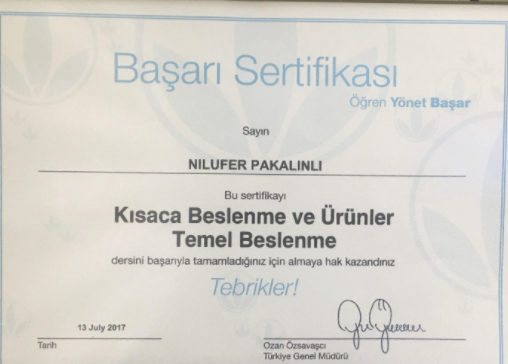 Başarı Sertifikası
Öğren Yönet Başar
Sayın
NILUFER PAKALINLI
Bu sertifikayı
Kısaca Beslenme ve Ürünler
Temel Beslenme
dersini başarıyla tamamladığınız için almaya hak kazandınız
Tebrikler!
13 July 2017
Tarih
Ozan Özsavaşcı
Türkiye Genel Müdürü